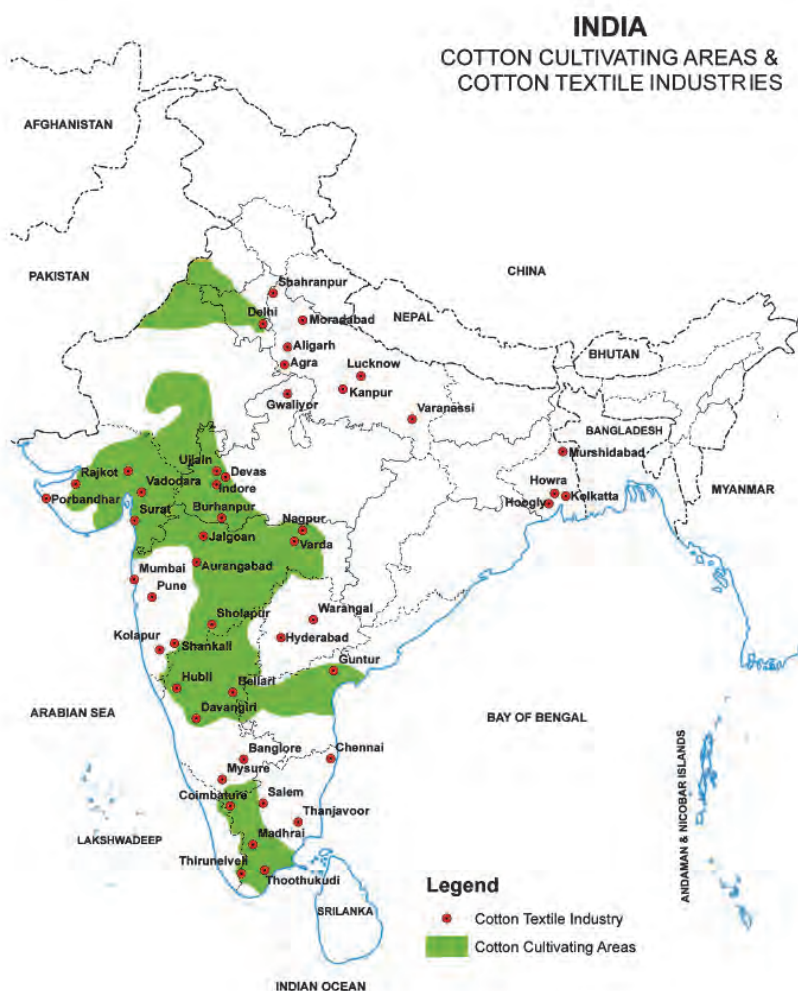 INDIA
COTTON CULTIVATING AREAS &
COTTON TEXTILE INDUSTRIES
AFGHANISTAN
PAKISTAN
CHINA
Shahranpur
Delhi
Moradabad
NEPAL
Aligarh
Agra
Lucknow
BHUTAN
Gwaliyor
Kanpur
Varanassi
BANGLADESH
Murshidabad
Ujjain
Devas
Rajkot
Vadodara
Indore
Howra
Kolkatta
MYANMAR
Porbandhar
Hoogly
Surat
Burhanpur
Nagpur
Jalgoan
Varda
Mumbai
Aurangabad
Pune
Sholapur
Warangal
Kolapur
Shankali
Hyderabad
Guntur
Hubli
Bellari
ARABIAN SEA
Davangiri
BAY OF BENGAL
Banglore
Chennai
Mysure
Coimbature
Salem
ANDAMAN & NICOBAR ISLANDS
Thanjavoor
LAKSHWADEEP
Madhrai
Thirunelveli
Thoothukudi
Legend
SRILANKA
Cotton Textile Industry
Cotton Cultivating Areas
INDIAN OCEAN